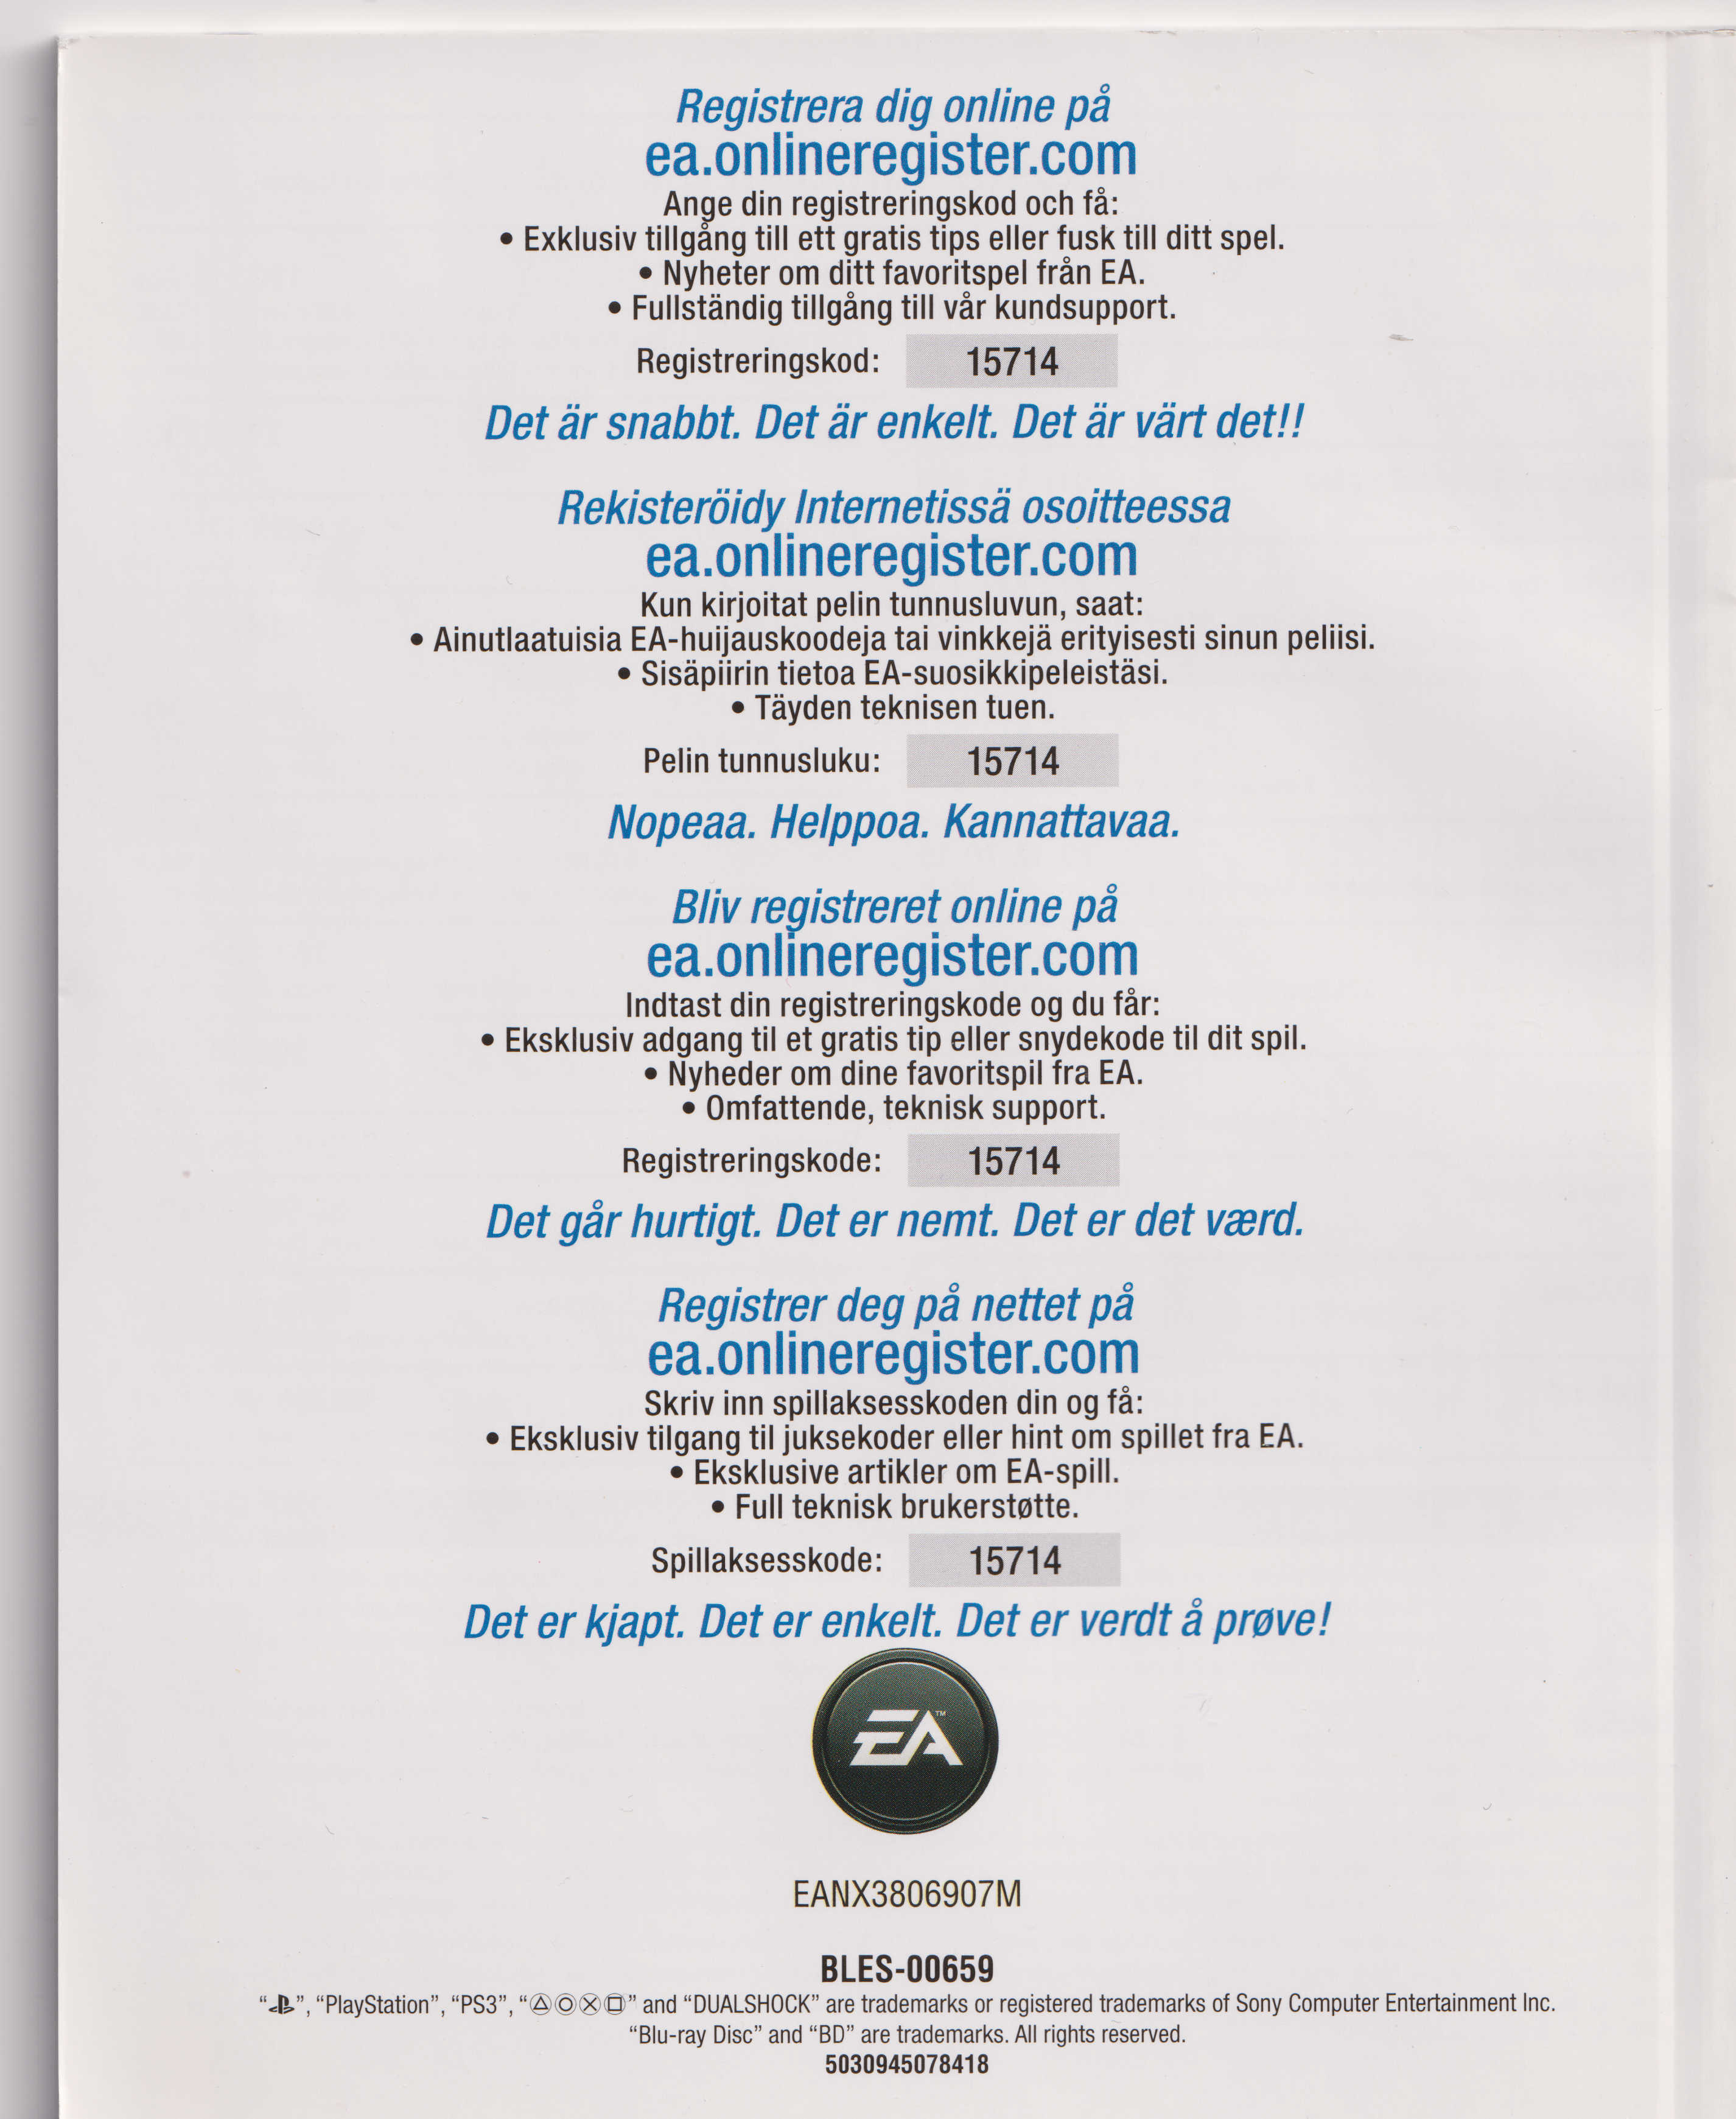 Registrera dig online på
ea.onlineregister.com
Ange din registreringskod och få:
• Exklusiv tillgång till ett gratis tips eller fusk till ditt spel.
• Nyheter om ditt favoritspel från EA.
• Fullständig tillgång till vår kundsupport.
Registreringskod: 15714
Det är snabbt. Det är enkelt. Det är värt det!!
Rekisteröidy Internetissä osoitteessa
ea.onlineregister.com
Kun kirjoitat pelin tunnusluvun, saat:
• Ainutlaatuisia EA-huijauskoodeja tai vinkkejä erityisesti sinun peliisi.
• Sisäpiirin tietoa EA-suosikkipeleistäsi.
• Täyden teknisen tuen.
Pelin tunnusluku: 15714
Nopeaa. Helppoa. Kannattavaa.
Bliv registreret online på
ea.onlineregister.com
Indtast din registreringskode og du får:
• Eksklusiv adgang til et gratis tip eller snydekode til dit spil.
• Nyheder om dine favoritspil fra EA.
• Omfattende, teknisk support.
Registreringskode: 15714
Det går hurtigt. Det er nemt. Det er det værd.
Registrer deg på nettet på
ea.onlineregister.com
Skriv inn spillaksesskoden din og få:
• Eksklusiv tilgang til juksekoder eller hint om spillet fra EA.
• Eksklusive artikler om EA-spill.
• Full teknisk brukerstøtte.
Spillaksesskode: 15714
Det er kjapt. Det er enkelt. Det er verdt å prøve!
EA™
EANX3806907M
BLES-00659
“ ”, “PlayStation”, “PS3”, “ ” and “DUALSHOCK” are trademarks or registered trademarks of Sony Computer Entertainment Inc.
“Blu-ray Disc” and “BD” are trademarks. All rights reserved.
5030945078418